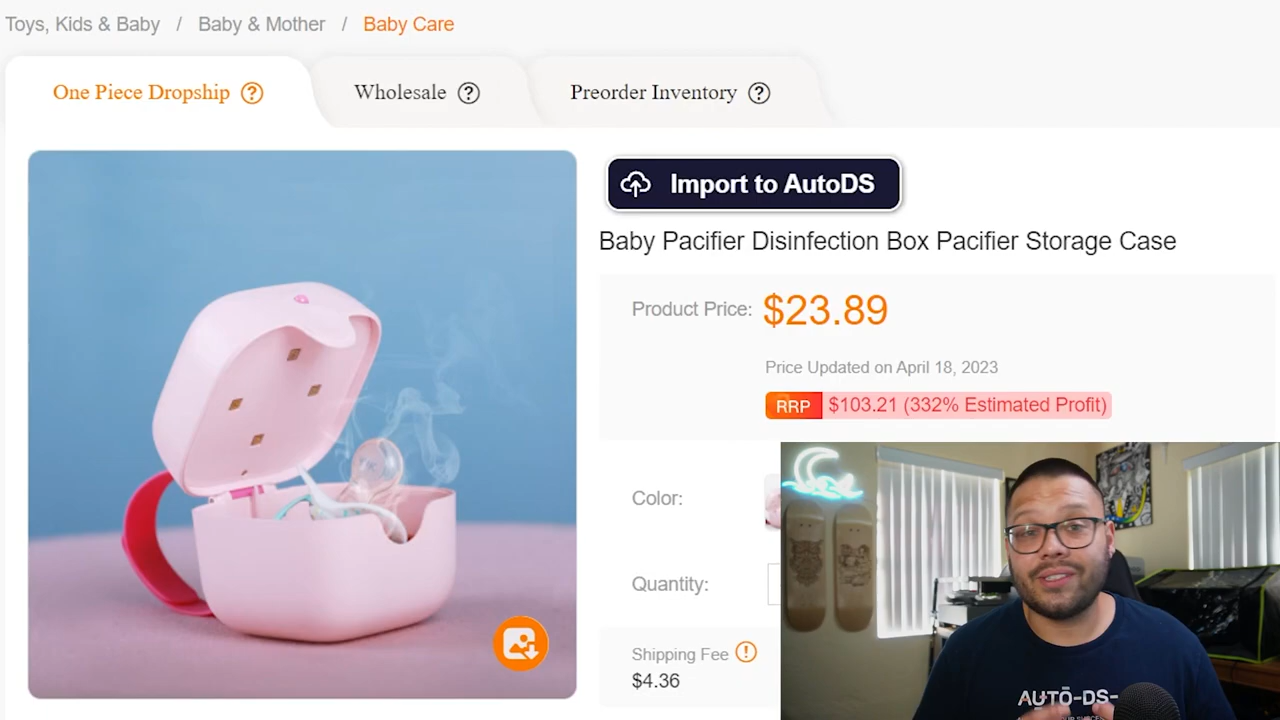 Toys, Kids & Baby / Baby & Mother / Baby Care
One Piece Dropship ? Wholesale ? Preorder Inventory ?
Import to AutoDS
Baby Pacifier Disinfection Box Pacifier Storage Case
Product Price: $23.89
Price Updated on April 18, 2023
RRP $103.21 (332% Estimated Profit)
Color:
Quantity:
Shipping Fee !
$4.36
AUTO-DS-